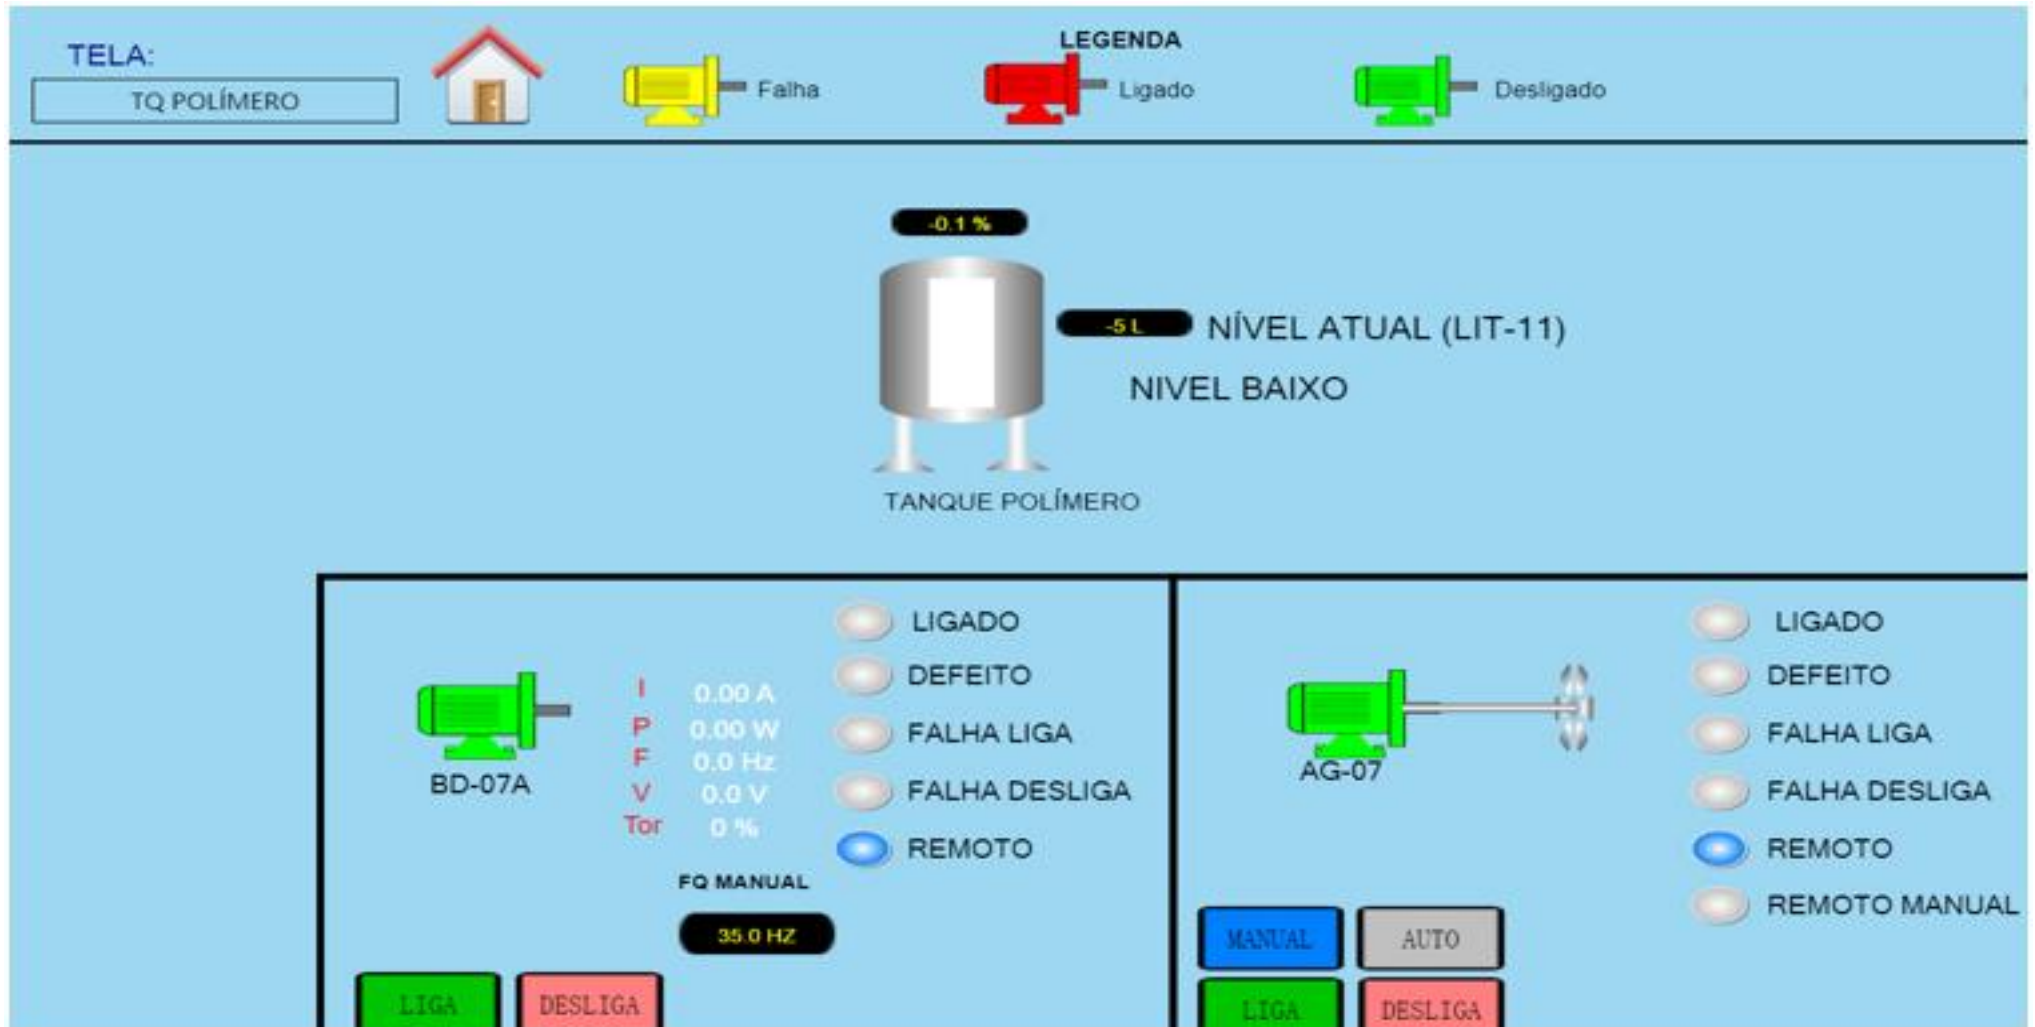 TELA:
TQ POLÍMERO
LEGENDA
Falha
Ligado
Desligado
-0.1 %
-5 L
NÍVEL ATUAL (LIT-11)
NIVEL BAIXO
TANQUE POLÍMERO
BD-07A
I 0.00 A
P 0.00 W
F 0.0 Hz
V 0.0 V
Tor 0 %
LIGADO
DEFEITO
FALHA LIGA
FALHA DESLIGA
REMOTO
FQ MANUAL
35.0 HZ
LIGA
DESLIGA
AG-07
LIGADO
DEFEITO
FALHA LIGA
FALHA DESLIGA
REMOTO
REMOTO MANUAL
MANUAL
AUTO
LIGA
DESLIGA